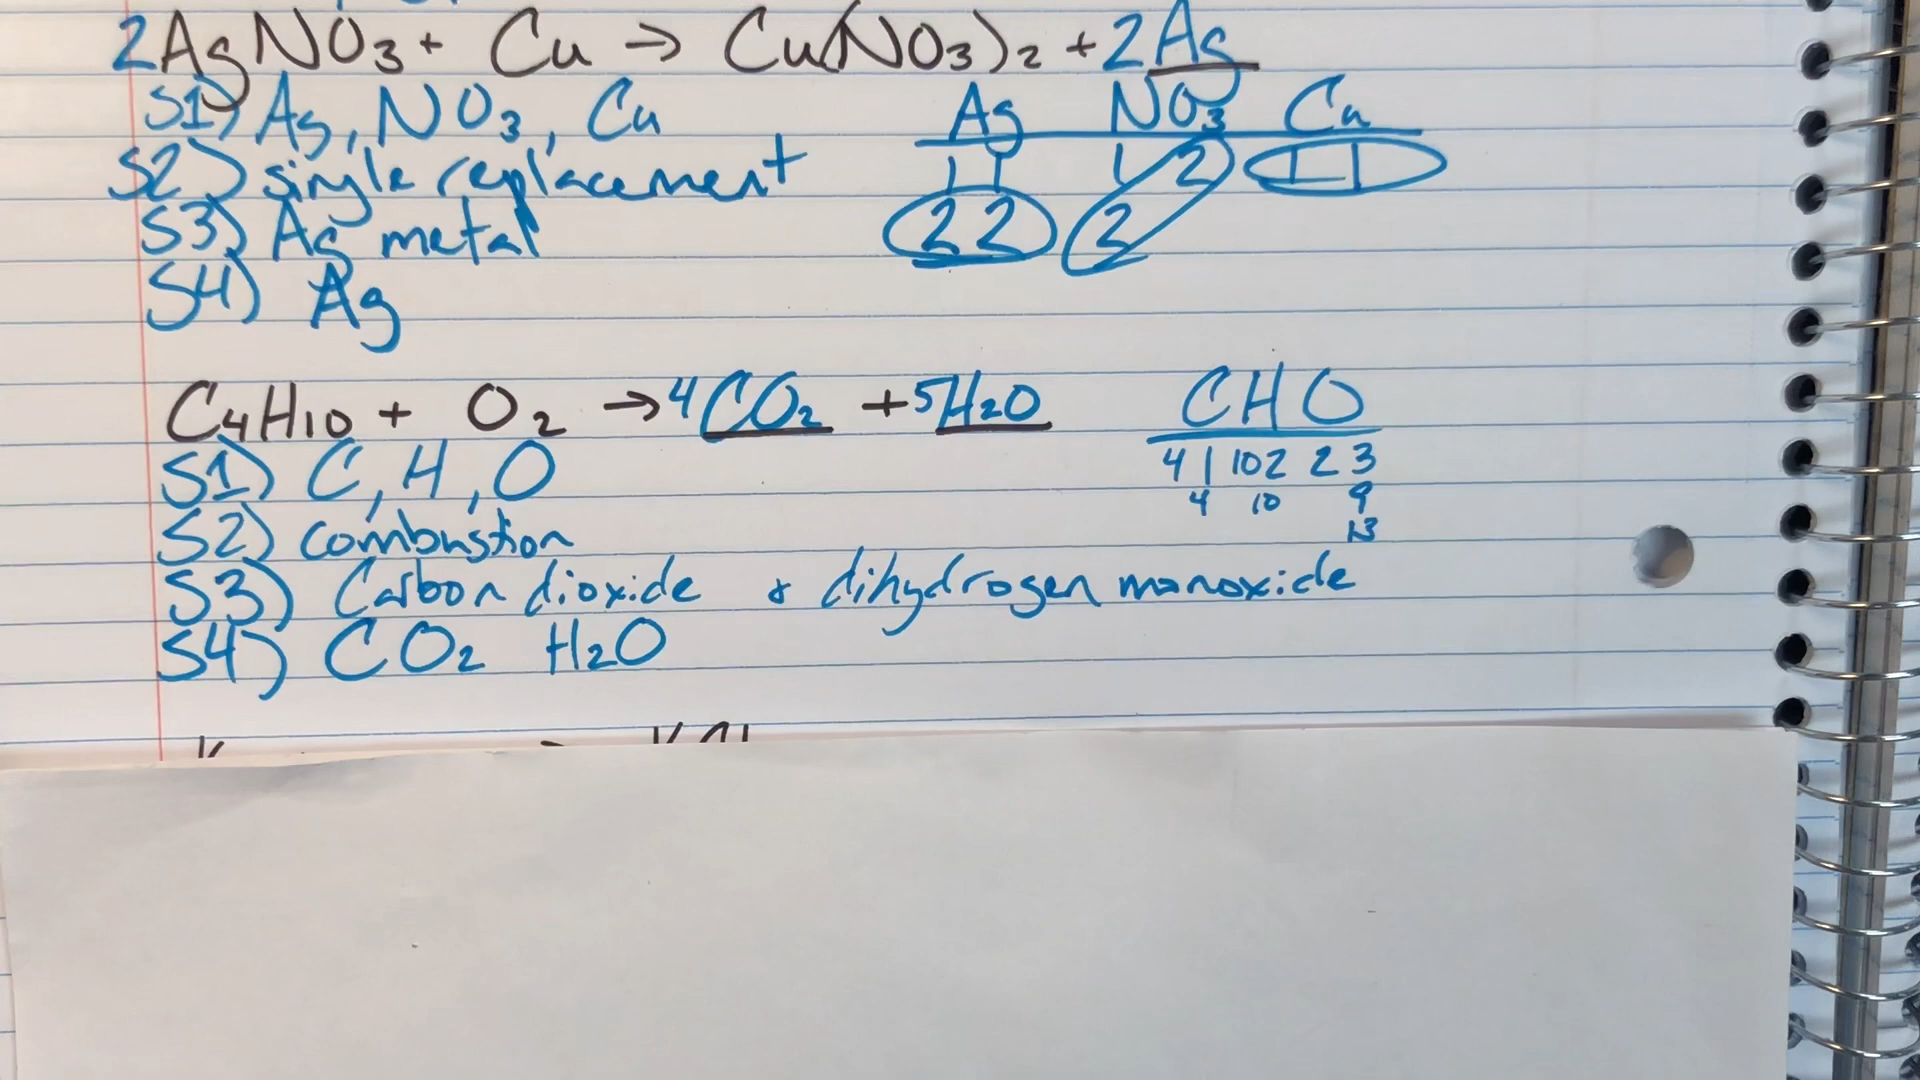 2AgNO3 + Cu → Cu(NO3)2 + 2Ag
S1) Ag, NO3, Cu
Ag NO3 Cu
S2) single replacement
1 1 1 2 1 1
S3) Ag metal
2 2 2
S4) Ag
C4H10 + O2 → 4CO2 + 5H2O
C H O
S1) C, H, O
4 1 10 2 2 3
4 10 9
S2) combustion
13
S3) Carbon dioxide & dihydrogen monoxide
S4) CO2 H2O